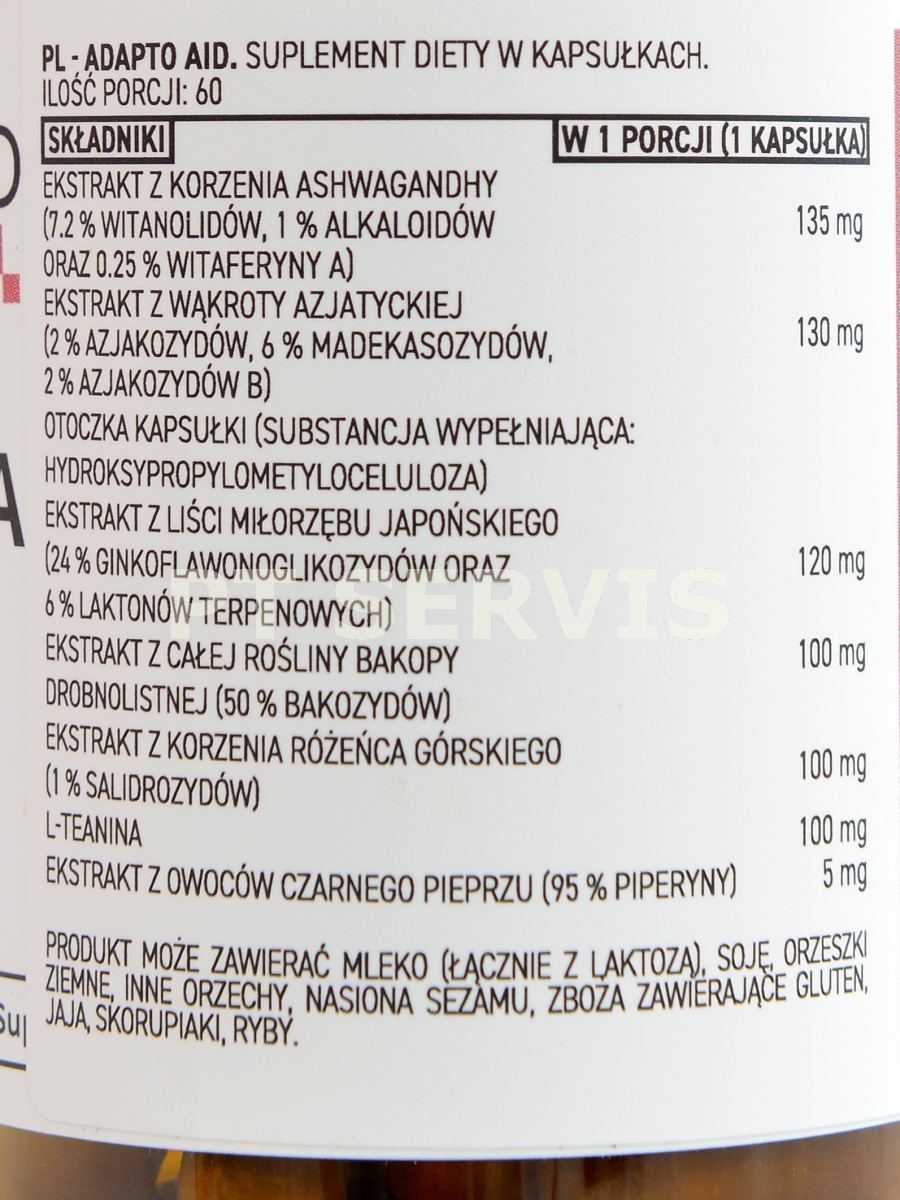 PL - ADAPTO AID. SUPLEMENT DIETY W KAPSUŁKACH.
ILOŚĆ PORCJI: 60
SKŁADNIKI W 1 PORCJI (1 KAPSUŁKA)
EKSTRAKT Z KORZENIA ASHWAGANDHY
(7.2 % WITANOLIDÓW, 1 % ALKALOIDÓW 135 mg
ORAZ 0.25 % WITAFERYNY A)
EKSTRAKT Z WĄKROTY AZJATYCKIEJ
(2 % AZJAKOZYDÓW, 6 % MADEKASOZYDÓW, 130 mg
2 % AZJAKOZYDÓW B)
OTOCZKA KAPSUŁKI (SUBSTANCJA WYPEŁNIAJĄCA:
HYDROKSYPROPYLOMETYLOCELULOZA)
EKSTRAKT Z LIŚCI MIŁORZĘBU JAPOŃSKIEGO
(24 % GINKOFLAWONOGLIKOZYDÓW ORAZ 120 mg
6 % LAKTONÓW TERPENOWYCH)
PT SERVIS
EKSTRAKT Z CAŁEJ ROŚLINY BAKOPY 100 mg
DROBNOLISTNEJ (50 % BAKOZYDÓW)
EKSTRAKT Z KORZENIA RÓŻEŃCA GÓRSKIEGO
(1 % SALIDROZYDÓW) 100 mg
L-TEANINA 100 mg
EKSTRAKT Z OWOCÓW CZARNEGO PIEPRZU (95 % PIPERYNY) 5 mg
PRODUKT MOŻE ZAWIERAĆ MLEKO (ŁĄCZNIE Z LAKTOZĄ), SOJĘ, ORZESZKI
ZIEMNE, INNE ORZECHY, NASIONA SEZAMU, ZBOŻA ZAWIERAJĄCE GLUTEN,
JAJA, SKORUPIAKI, RYBY.